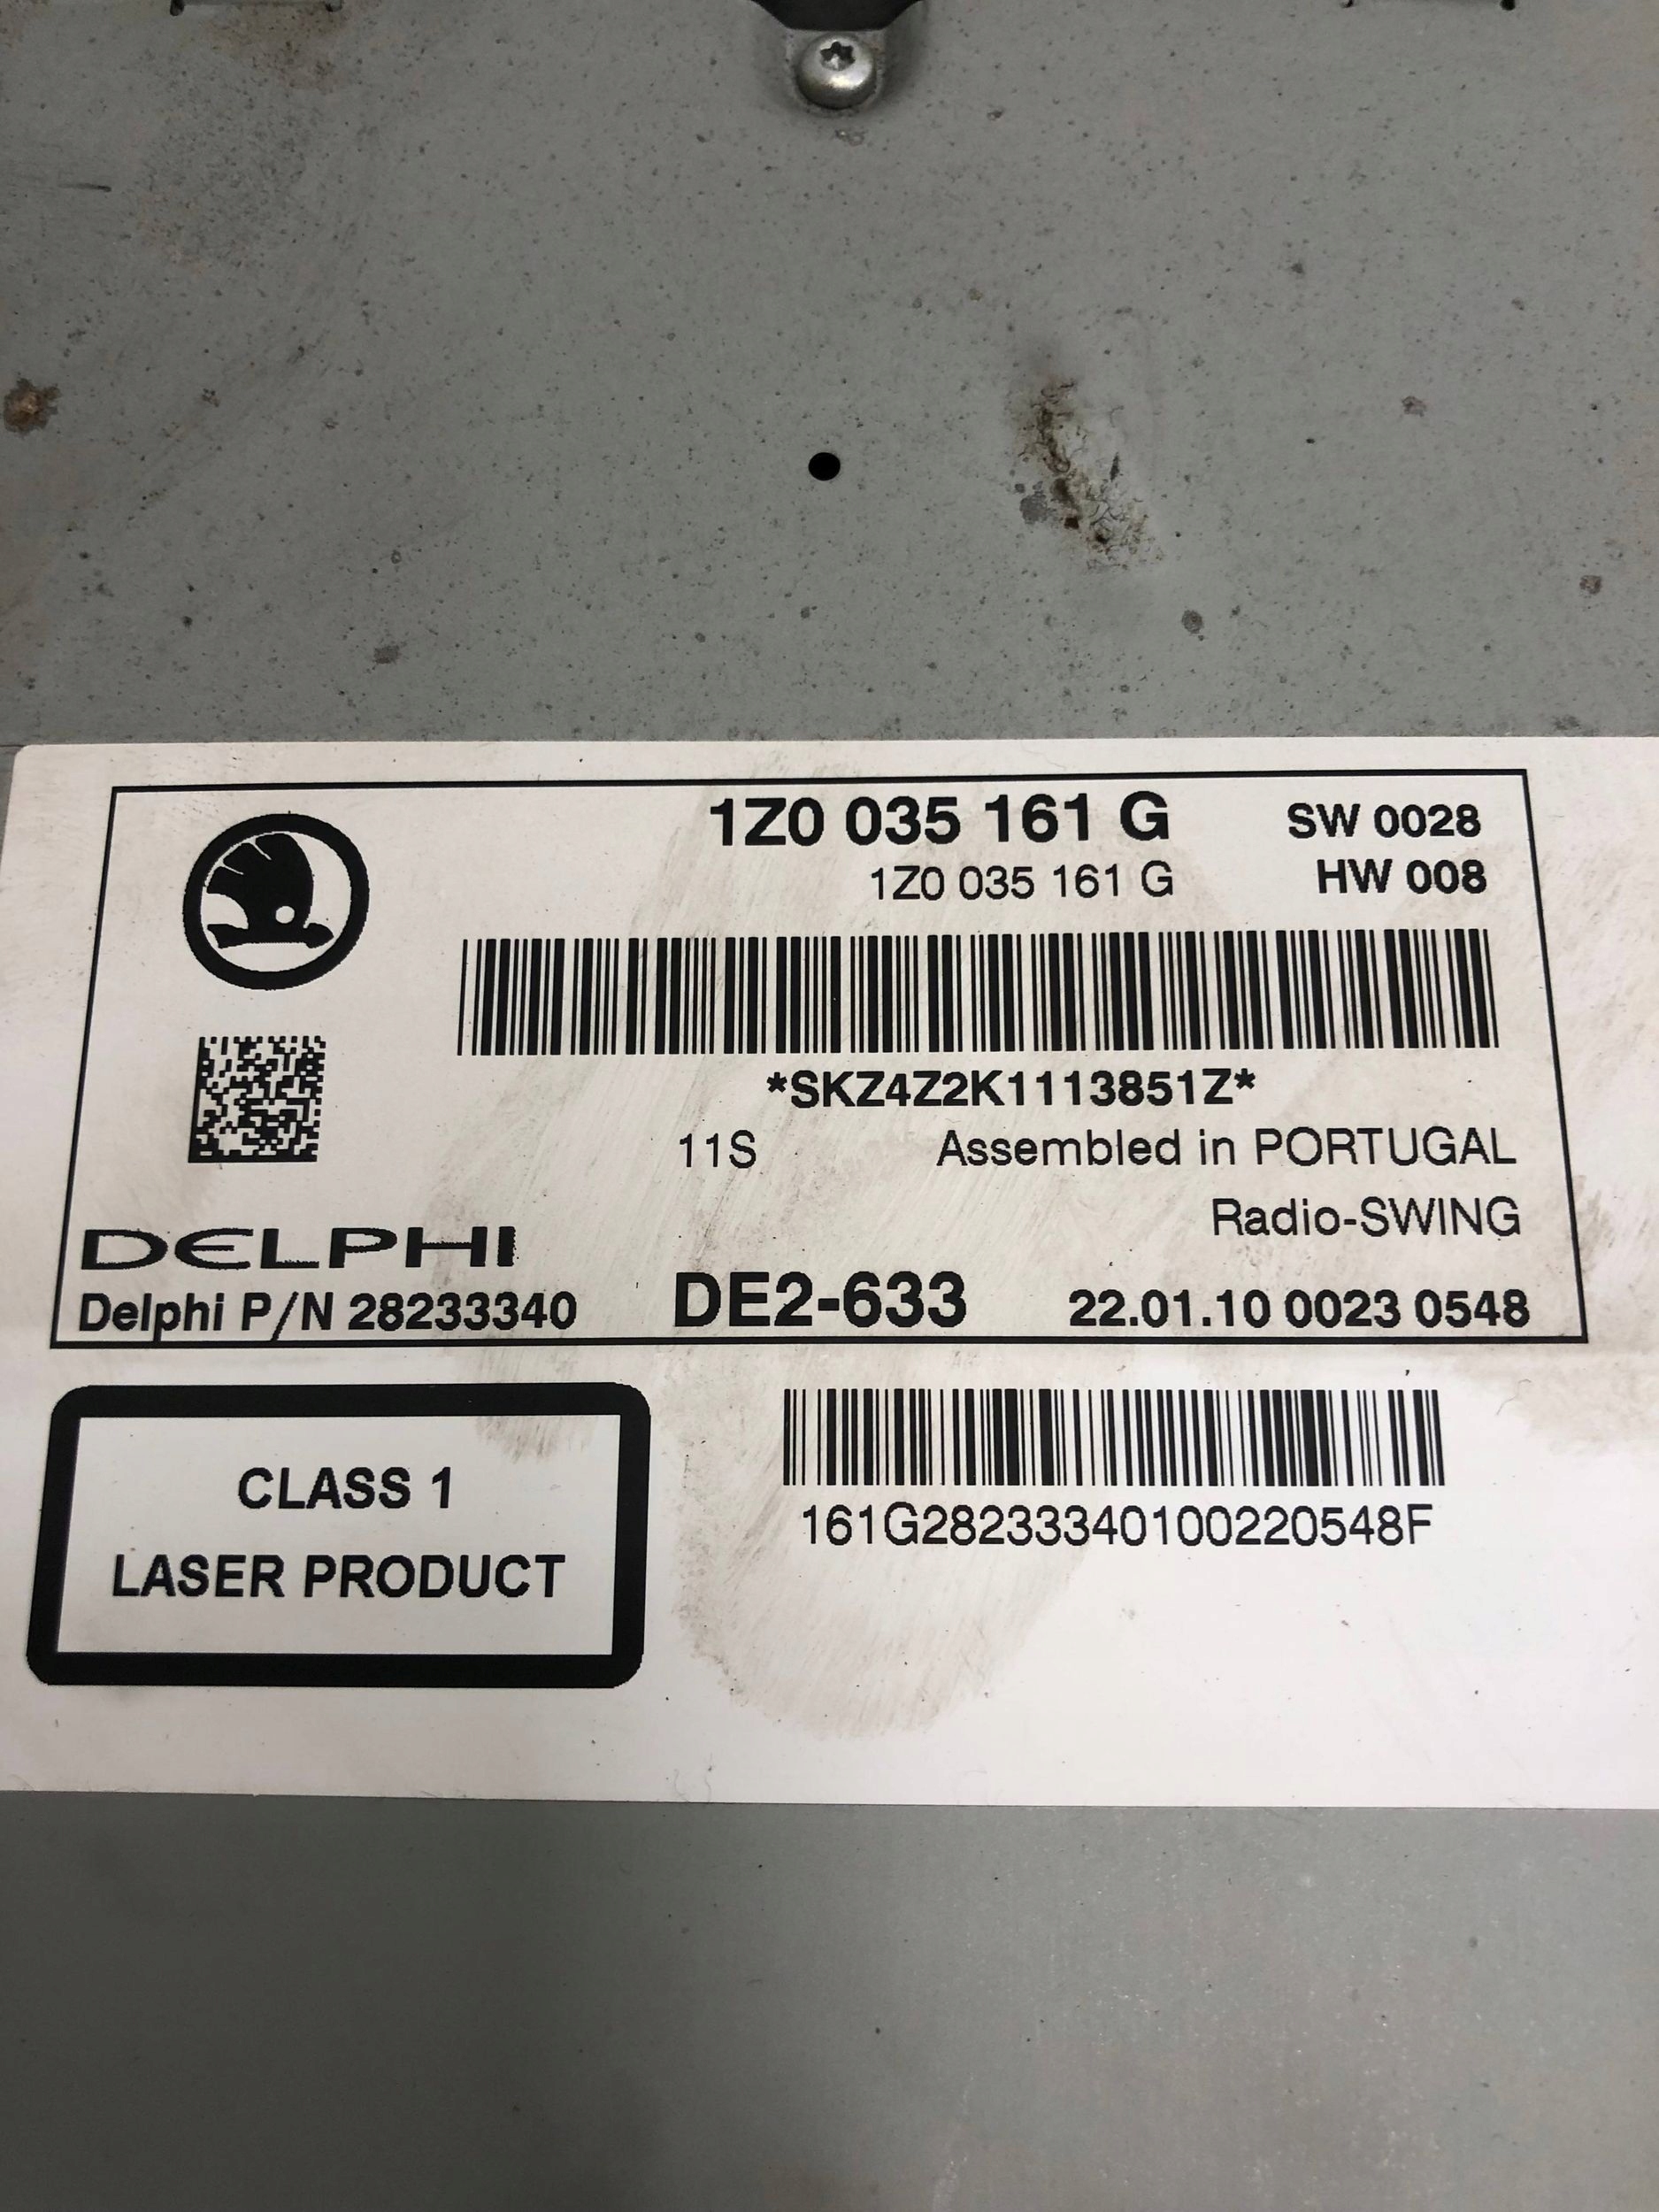 1Z0 035 161 G SW 0028
1Z0 035 161 G HW 008
*SKZ4Z2K1113851Z*
11S Assembled in PORTUGAL
Radio-SWING
DELPHI
Delphi P/N 28233340 DE2-633 22.01.10 0023 0548
CLASS 1
LASER PRODUCT
161G28233340100220548F